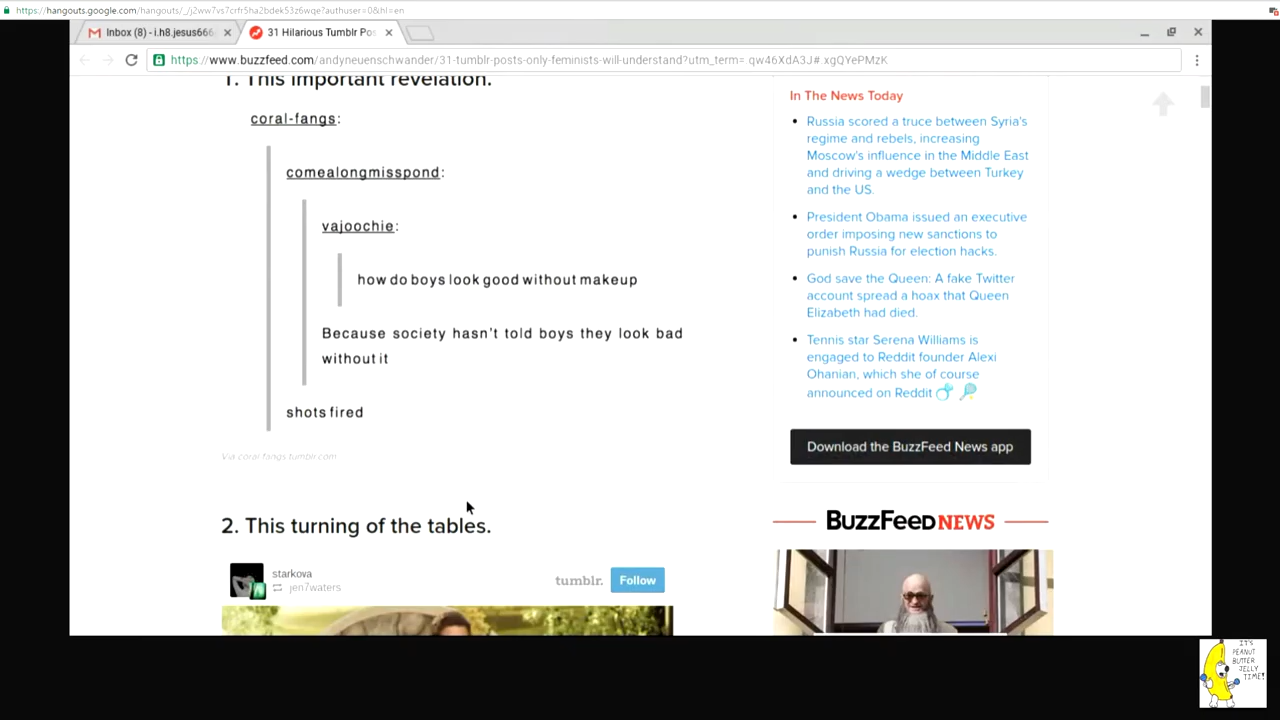 https://hangouts.google.com/hangouts/_/j2ww7vs7crfr5ha2bdek53z6wqe?authuser=0&hl=en
Inbox (8) - i.h8.jesus666
31 Hilarious Tumblr Pos
https://www.buzzfeed.com/andyneuenschwander/31-tumblr-posts-only-feminists-will-understand?utm_term=.qw46XdA3J#.xgQYePMzK
1. This important revelation.
coral-fangs:
comealongmisspond:
vajoochie:
how do boys look good without makeup
Because society hasn't told boys they look bad
without it
shots fired
Via coral-fangs.tumblr.com
2. This turning of the tables.
starkova
jen7waters
tumblr.
Follow
In The News Today
Russia scored a truce between Syria's
regime and rebels, increasing
Moscow's influence in the Middle East
and driving a wedge between Turkey
and the US.
President Obama issued an executive
order imposing new sanctions to
punish Russia for election hacks.
God save the Queen: A fake Twitter
account spread a hoax that Queen
Elizabeth had died.
Tennis star Serena Williams is
engaged to Reddit founder Alexi
Ohanian, which she of course
announced on Reddit
Download the BuzzFeed News app
BuzzFeed NEWS
IT'S
PEANUT
BUTTER
JELLY
TIME!